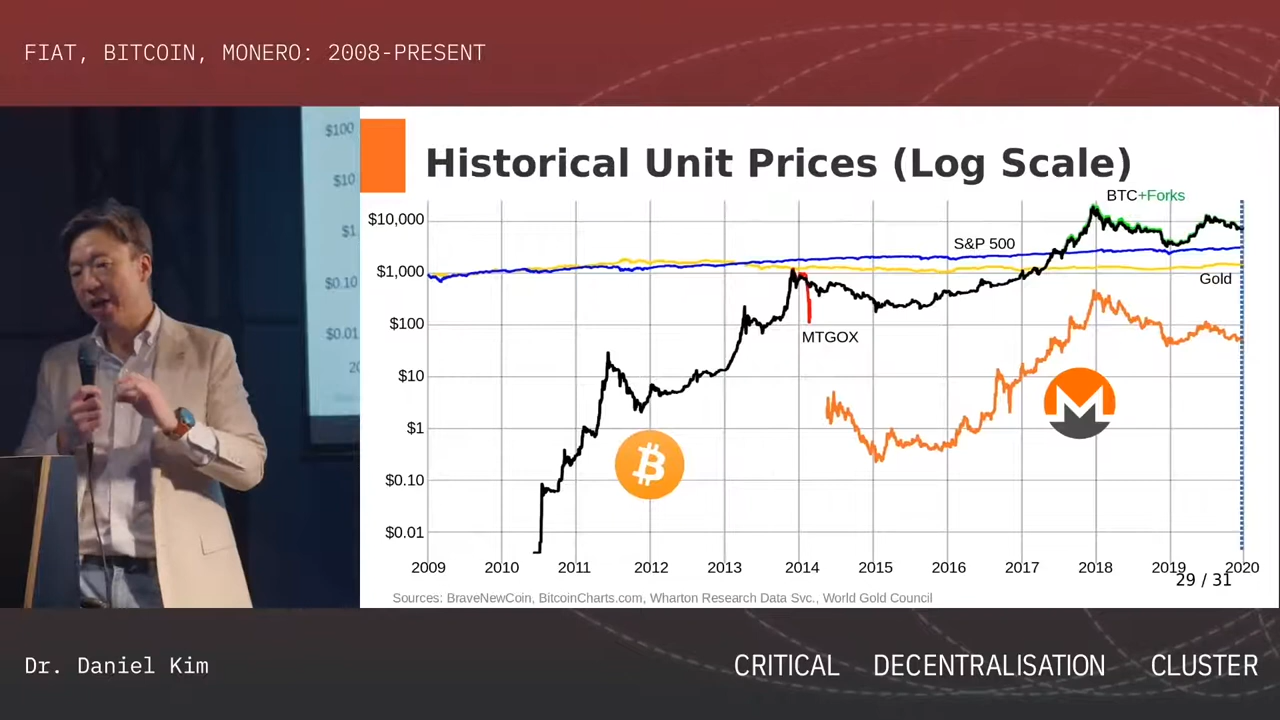 FIAT, BITCOIN, MONERO: 2008-PRESENT
$100
$10
$1
$0.10
$0.01
Historical Unit Prices (Log Scale)
BTC+Forks
$10,000
S&P 500
$1,000
Gold
$100
MTGOX
$10
$1
$0.10
$0.01
2009 2010 2011 2012 2013 2014 2015 2016 2017 2018 2019 2020
29 / 31
Sources: BraveNewCoin, BitcoinCharts.com, Wharton Research Data Svc., World Gold Council
Dr. Daniel Kim
CRITICAL DECENTRALISATION CLUSTER